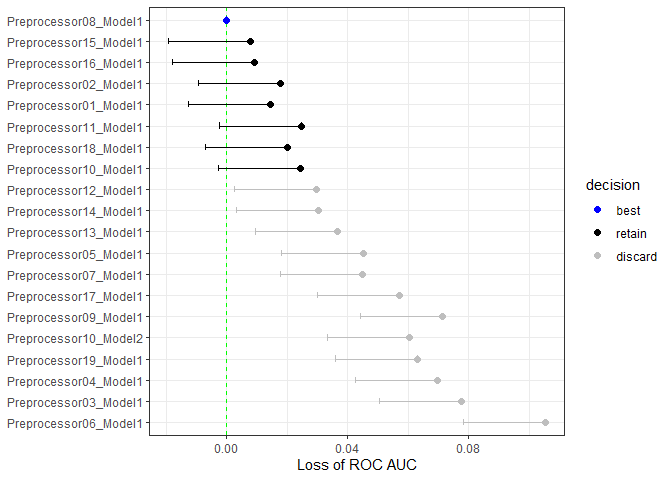 Preprocessor08_Model1
Preprocessor15_Model1
Preprocessor16_Model1
Preprocessor02_Model1
Preprocessor01_Model1
Preprocessor11_Model1
Preprocessor18_Model1
Preprocessor10_Model1
Preprocessor12_Model1
Preprocessor14_Model1
Preprocessor13_Model1
Preprocessor05_Model1
Preprocessor07_Model1
Preprocessor17_Model1
Preprocessor09_Model1
Preprocessor10_Model2
Preprocessor19_Model1
Preprocessor04_Model1
Preprocessor03_Model1
Preprocessor06_Model1
0.00 0.04 0.08
Loss of ROC AUC
decision
best
retain
discard